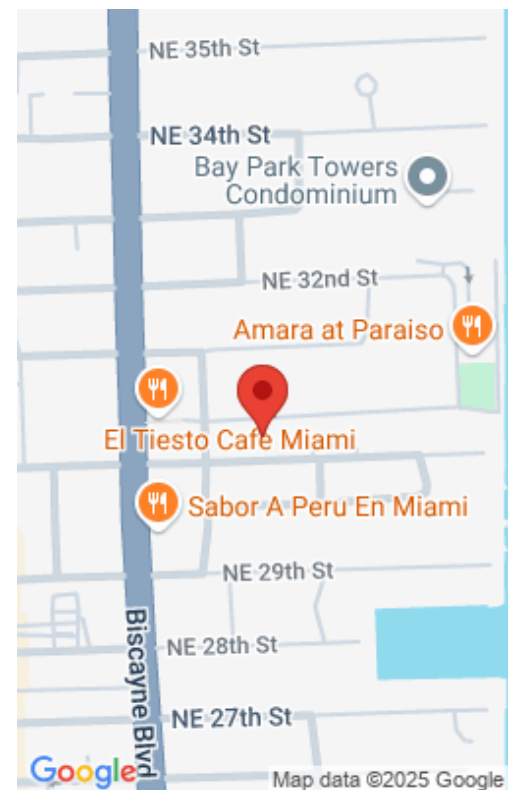 NE 35th St
NE 34th St
Bay Park Towers
Condominium
NE 32nd St
Amara at Paraiso
El Tiesto Cafe Miami
Sabor A Peru En Miami
NE 29th St
Biscayne Blvd
NE 28th St
NE 27th St
Google
Map data ©2025 Google